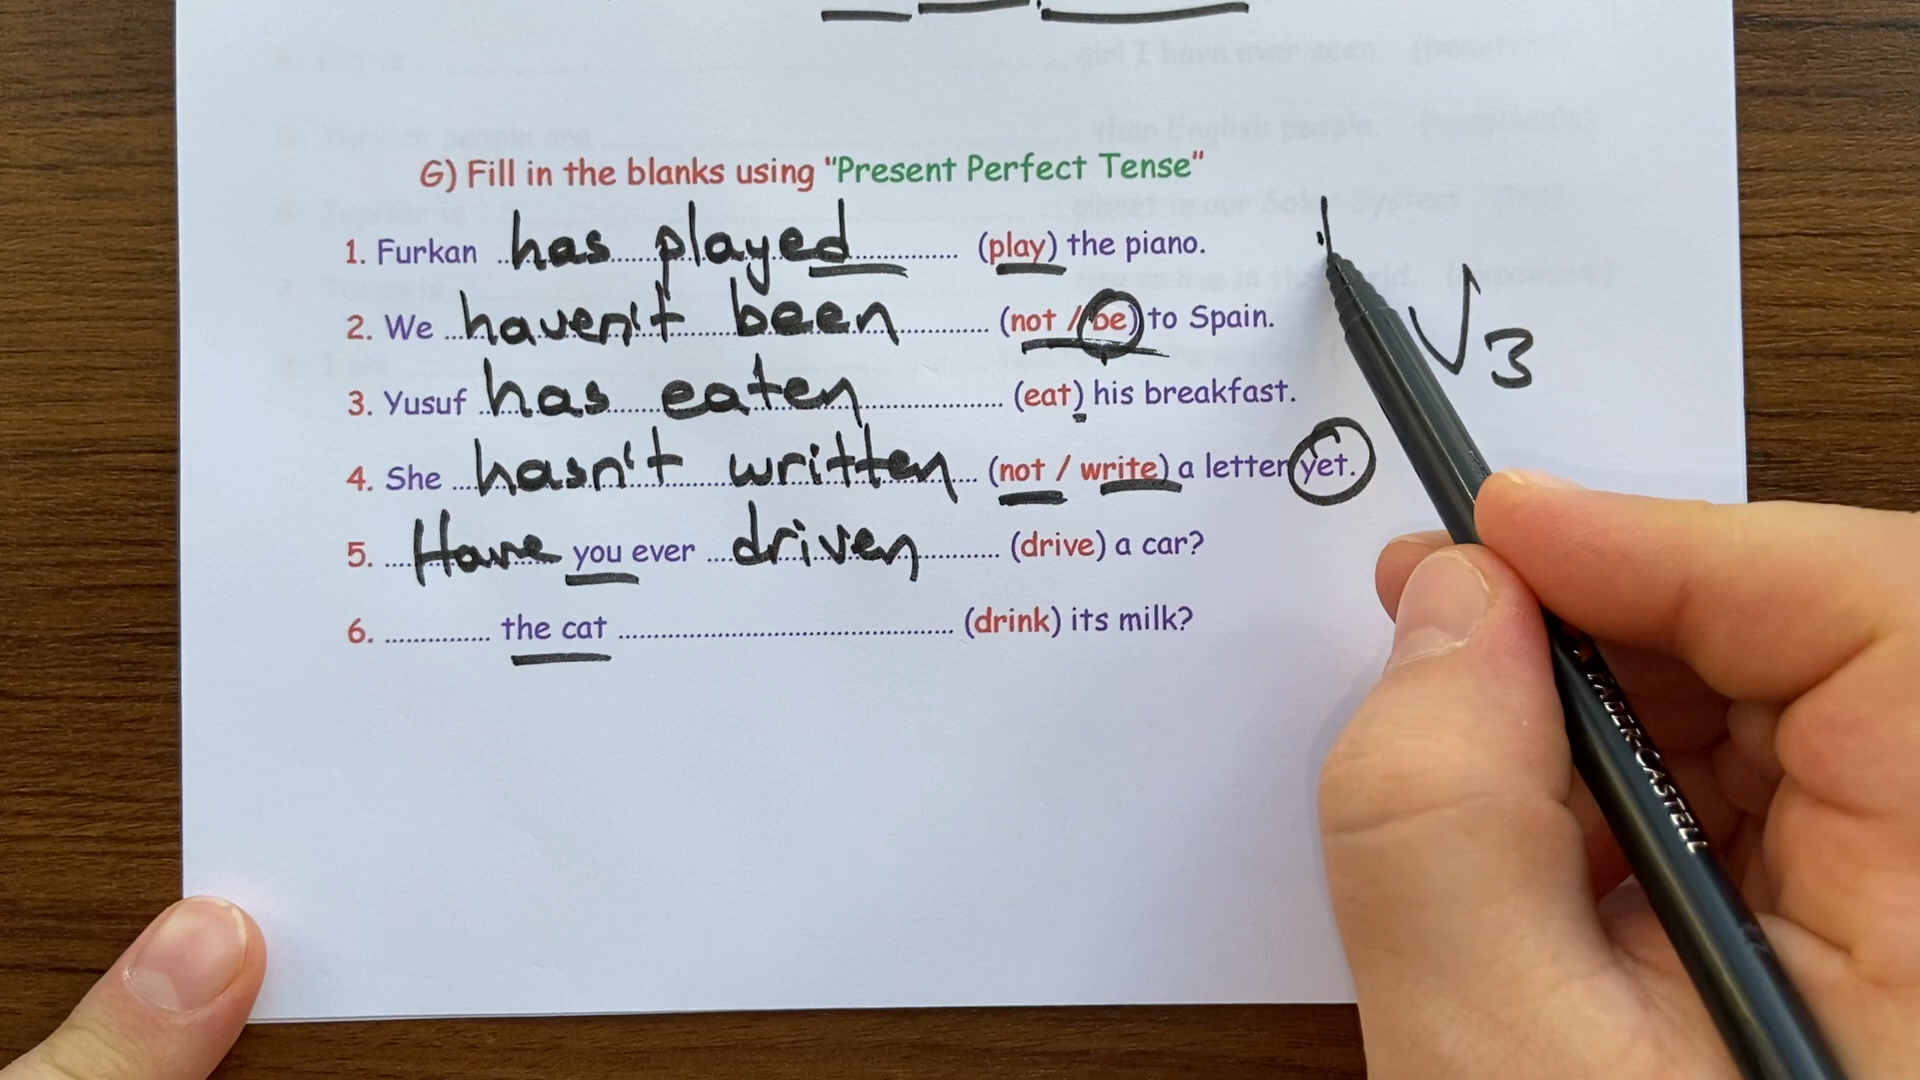 G) Fill in the blanks using "Present Perfect Tense"
1. Furkan has played (play) the piano.
2. We haven't been (not / be) to Spain.
3. Yusuf has eaten (eat) his breakfast.
4. She hasn't written (not / write) a letter yet.
5. Have you ever driven (drive) a car?
6. .............. the cat ............................................. (drink) its milk?
V3
FABER-CASTELL